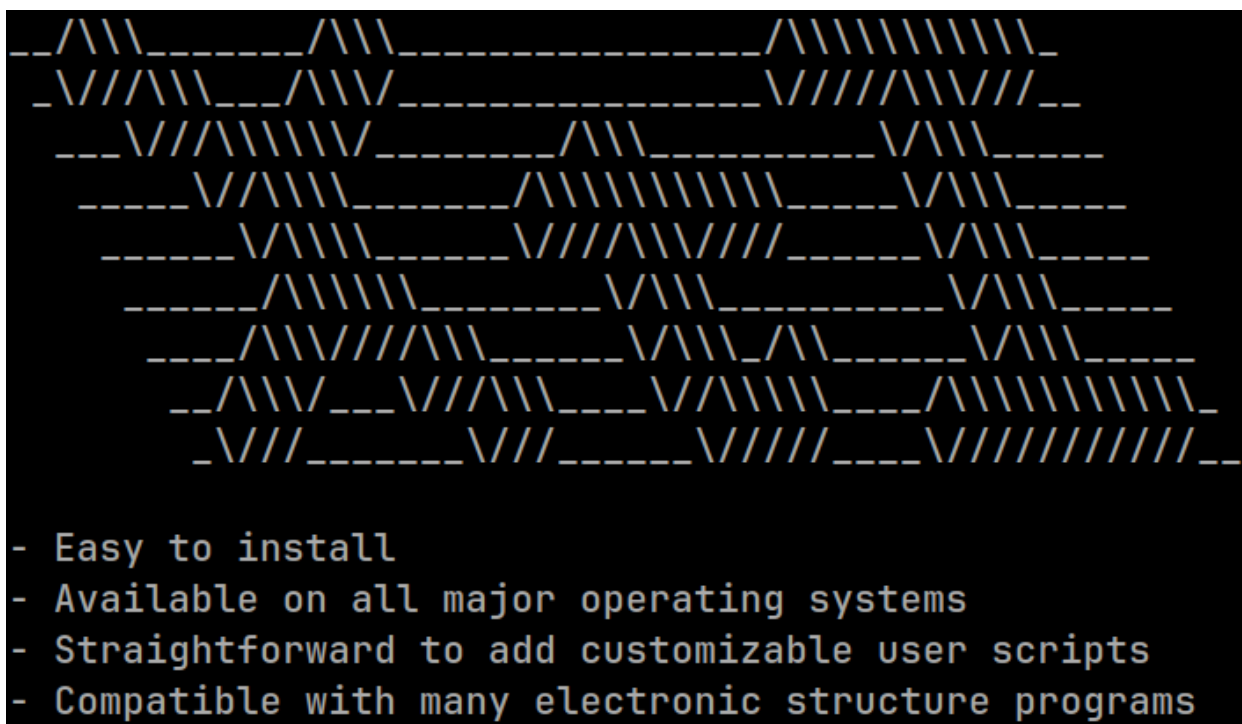 XtI
- Easy to install
- Available on all major operating systems
- Straightforward to add customizable user scripts
- Compatible with many electronic structure programs